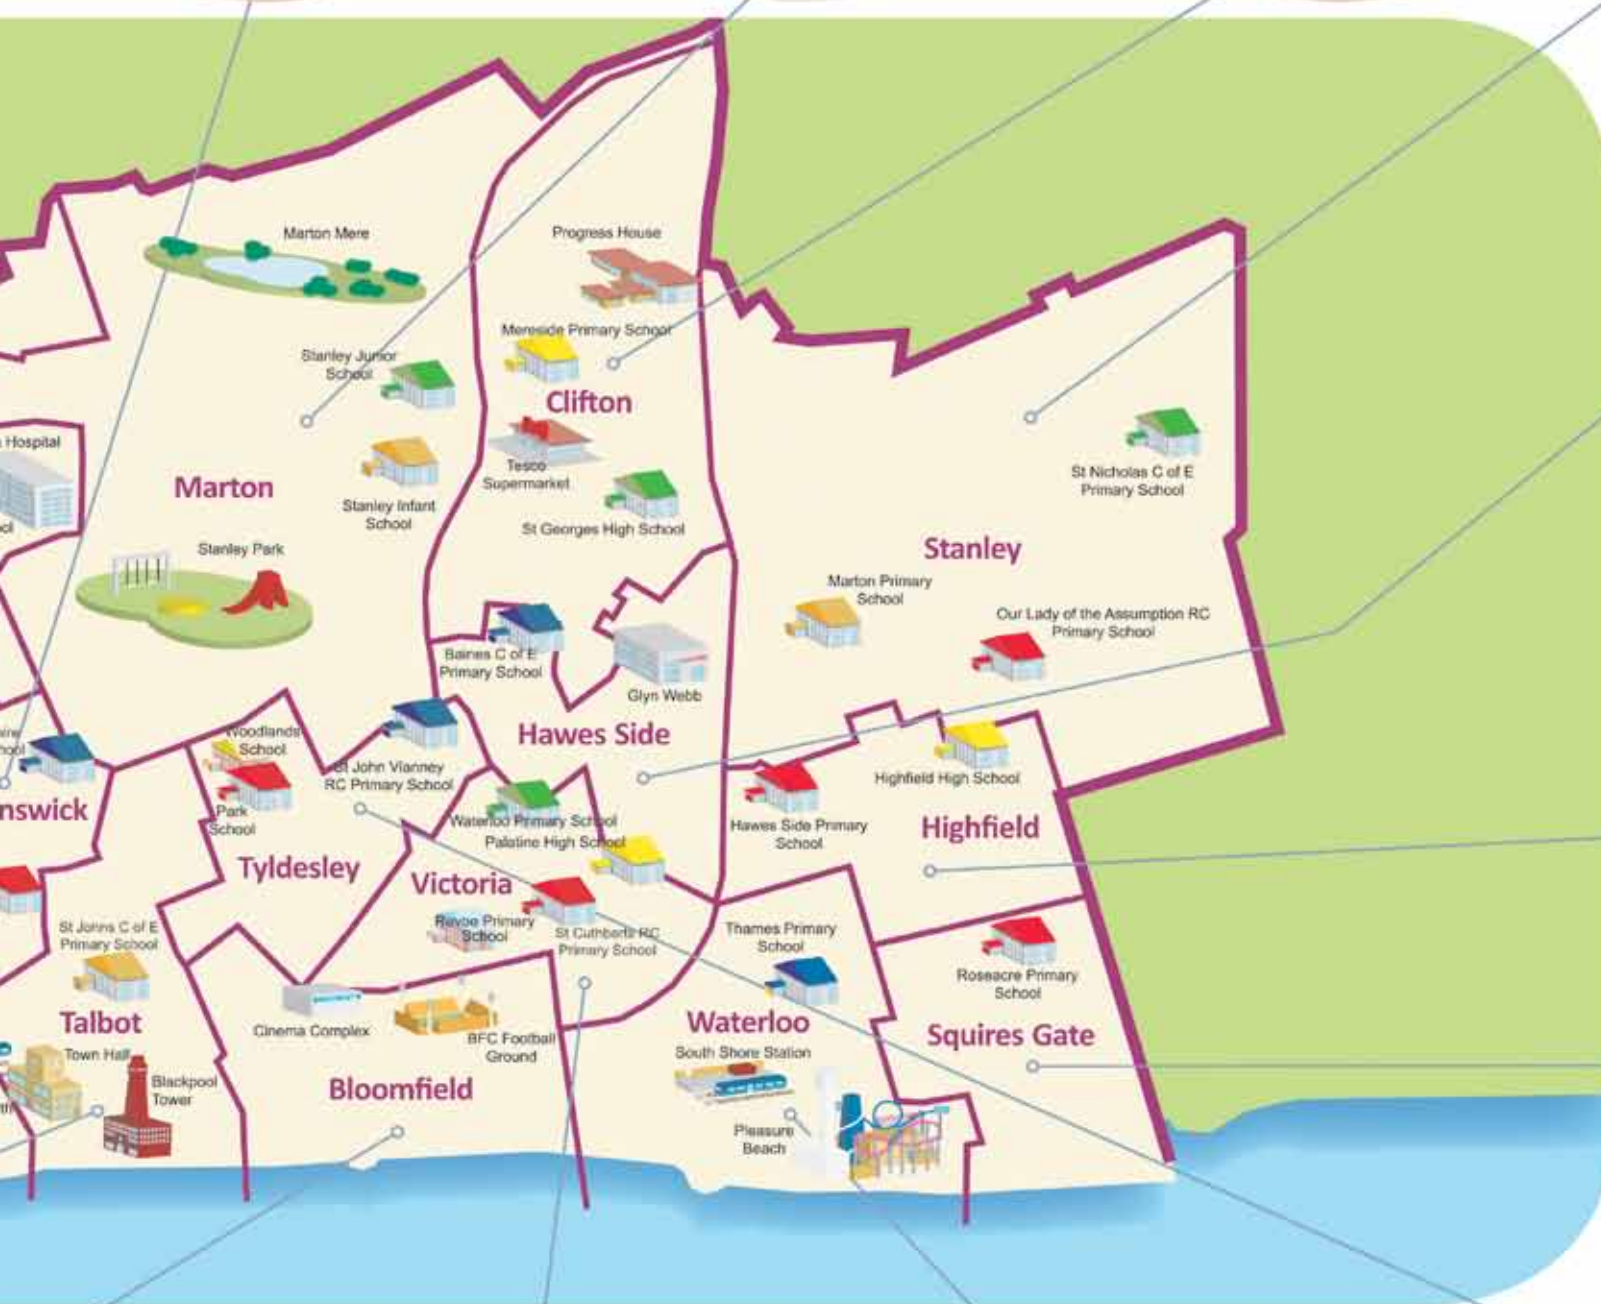 Marton Mere
Progress House
Mereside Primary School
Stanley Junior
School
Clifton
Hospital
Tesco
Supermarket
St Nicholas C of E
Primary School
Marton
Stanley Infant
School
St Georges High School
Stanley Park
Stanley
Marton Primary
School
Our Lady of the Assumption RC
Primary School
Baines C of E
Primary School
Glyn Webb
Hawes Side
Woodlands
School
St John Vianney
RC Primary School
Highfield High School
nswick
Park
School
Waterloo Primary School
Palatine High School
Hawes Side Primary
School
Highfield
Tyldesley
Victoria
Revoe Primary
School
St Cuthberts RC
Primary School
Thames Primary
School
St Johns C of E
Primary School
Roseacre Primary
School
Talbot
Cinema Complex
BFC Football
Ground
Waterloo
Squires Gate
Town Hall
South Shore Station
Blackpool
Tower
Bloomfield
Pleasure
Beach